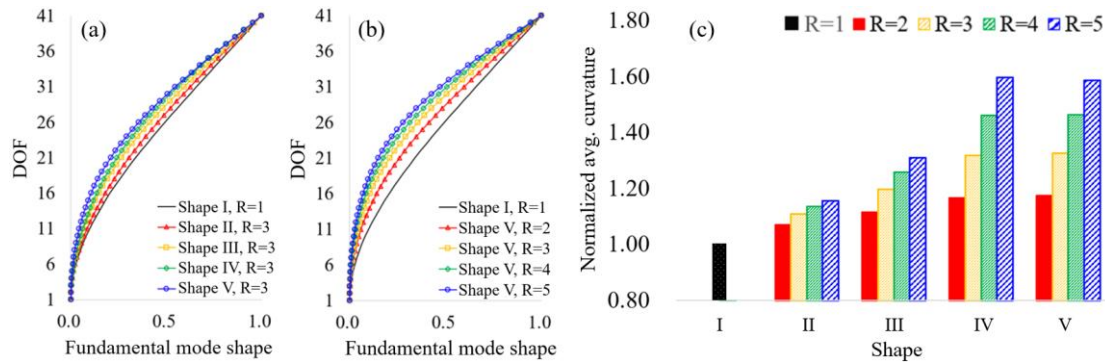 (a)
41
36
31
26
21
16
11
6
1
DOF
Shape I, R=1
Shape II, R=3
Shape III, R=3
Shape IV, R=3
Shape V, R=3
0.0 0.5 1.0
Fundamental mode shape
(b)
41
36
31
26
21
16
11
6
1
DOF
Shape I, R=1
Shape V, R=2
Shape V, R=3
Shape V, R=4
Shape V, R=5
0.0 0.5 1.0
Fundamental mode shape
(c)
R=1 R=2 R=3 R=4 R=5
1.80
1.60
1.40
1.20
1.00
0.80
Normalized avg. curvature
I II III IV V
Shape